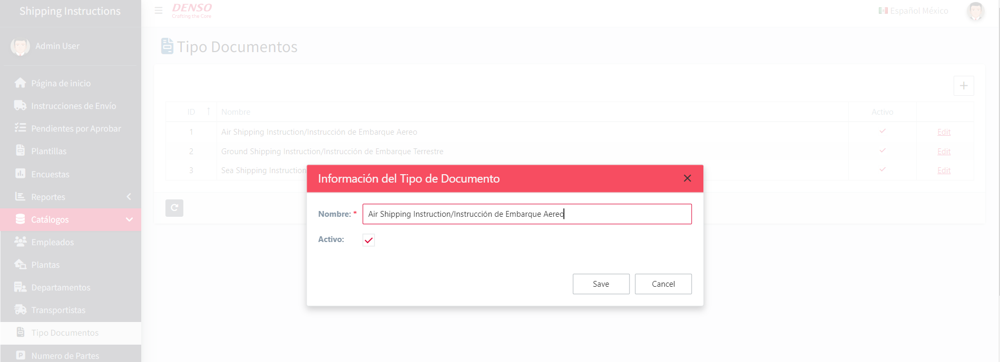 Shipping Instructions
DENSO
Crafting the Core
Español México
Admin User
Página de inicio
Instrucciones de Envío
Pendientes por Aprobar
Plantillas
Encuestas
Reportes
Catálogos
Empleados
Plantas
Departamentos
Transportistas
Tipo Documentos
Numero de Partes
Tipo Documentos
ID Nombre Activo
1 Air Shipping Instruction/Instrucción de Embarque Aereo Edit
2 Ground Shipping Instruction/Instrucción de Embarque Terrestre Edit
3 Sea Shipping Instruction Edit
Información del Tipo de Documento
Nombre: * Air Shipping Instruction/Instrucción de Embarque Aereo
Activo:
Save Cancel